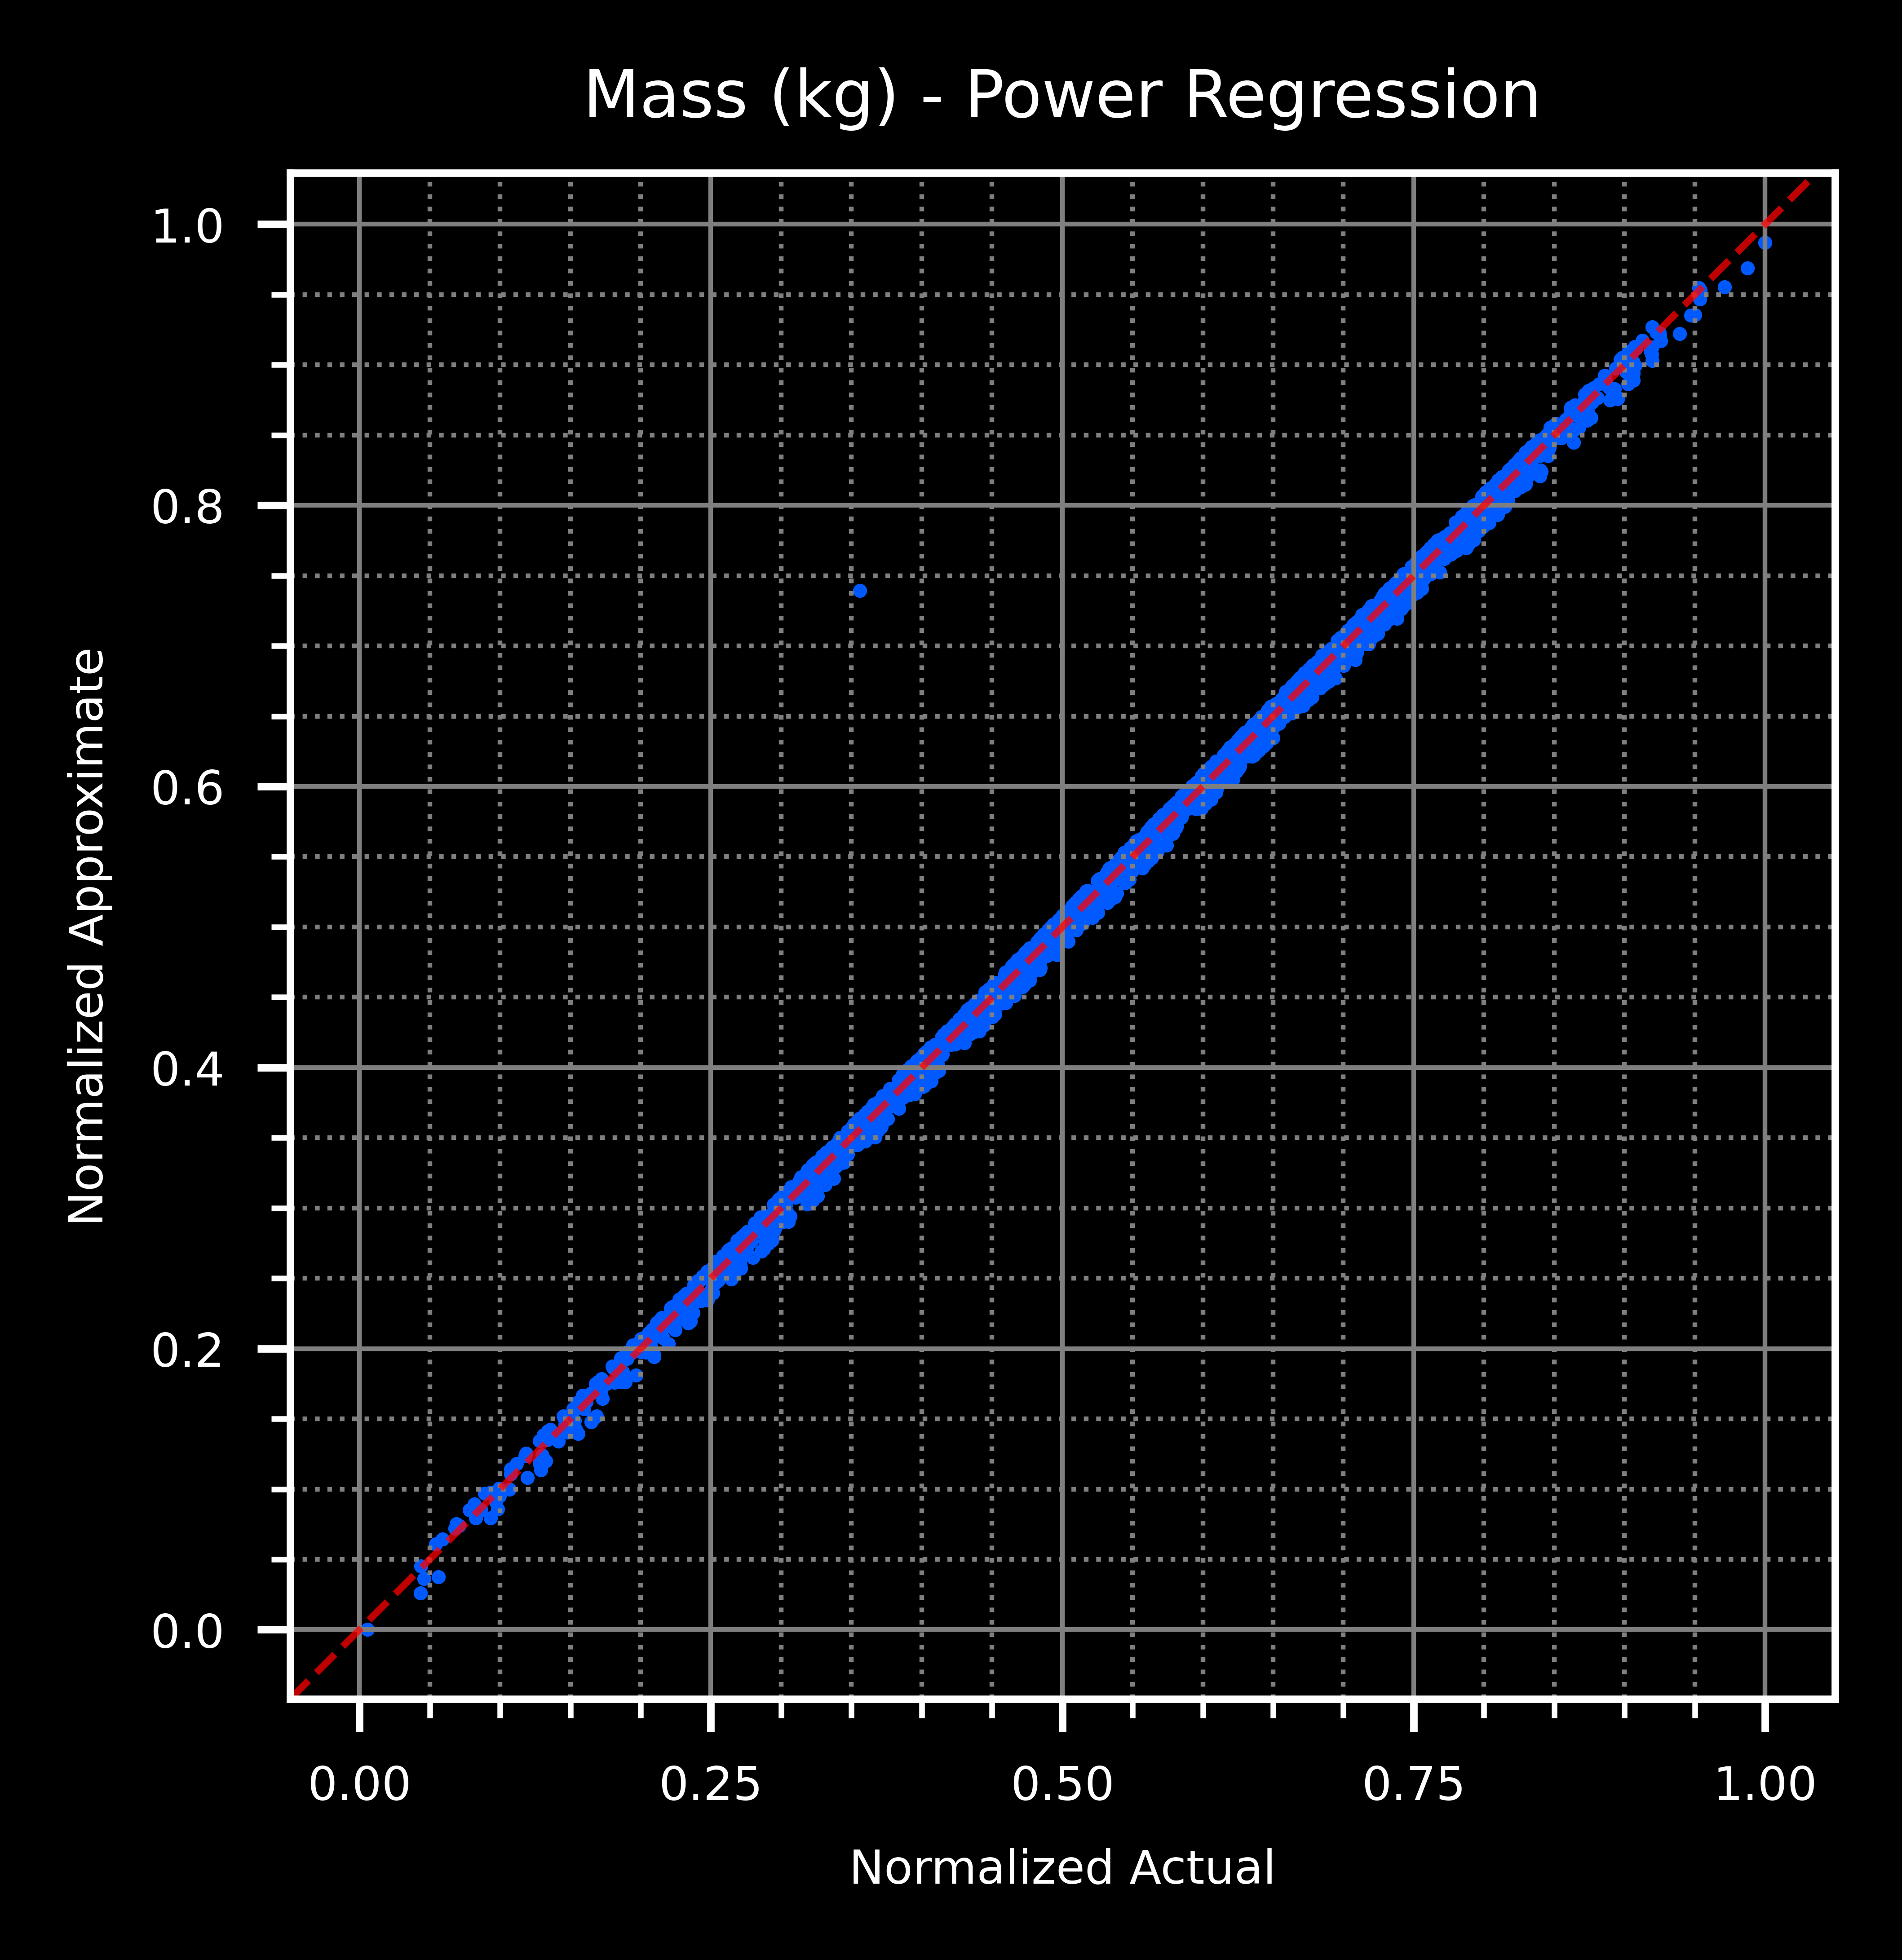 Mass (kg) - Power Regression
Normalized Approximate
1.0
0.8
0.6
0.4
0.2
0.0
0.00 0.25 0.50 0.75 1.00
Normalized Actual